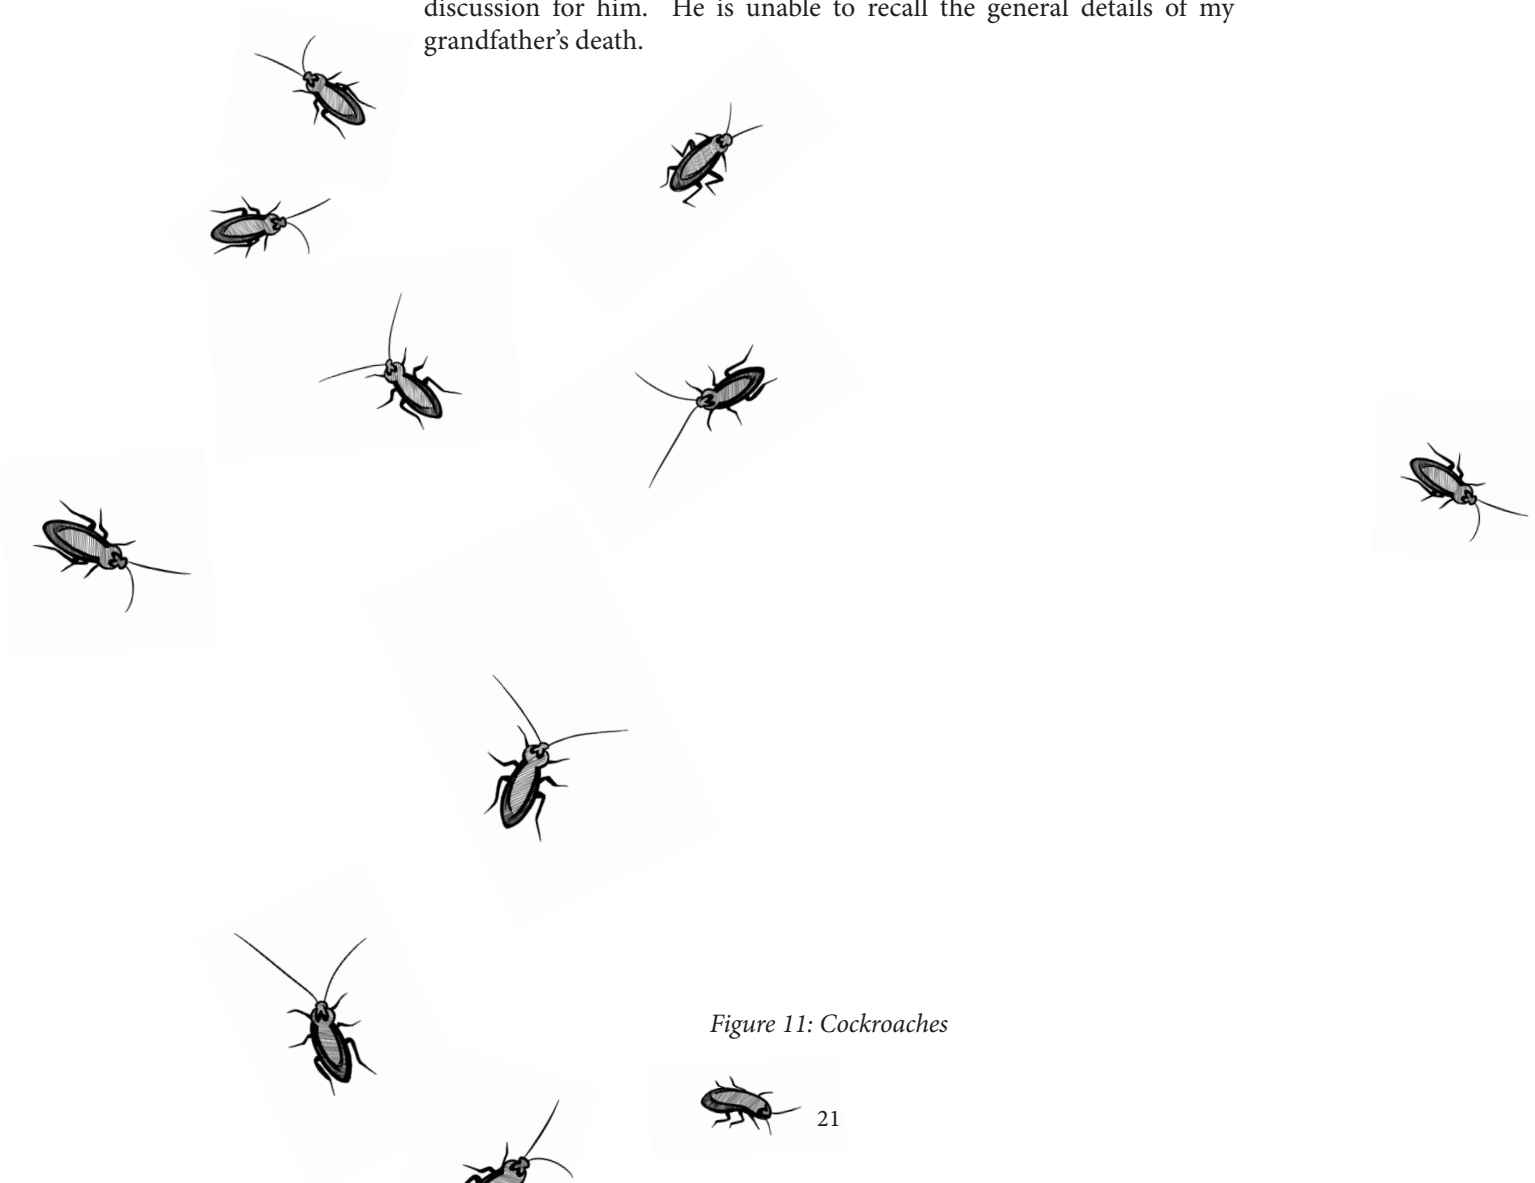 discussion for him. He is unable to recall the general details of my
grandfather’s death.
Figure 11: Cockroaches
21